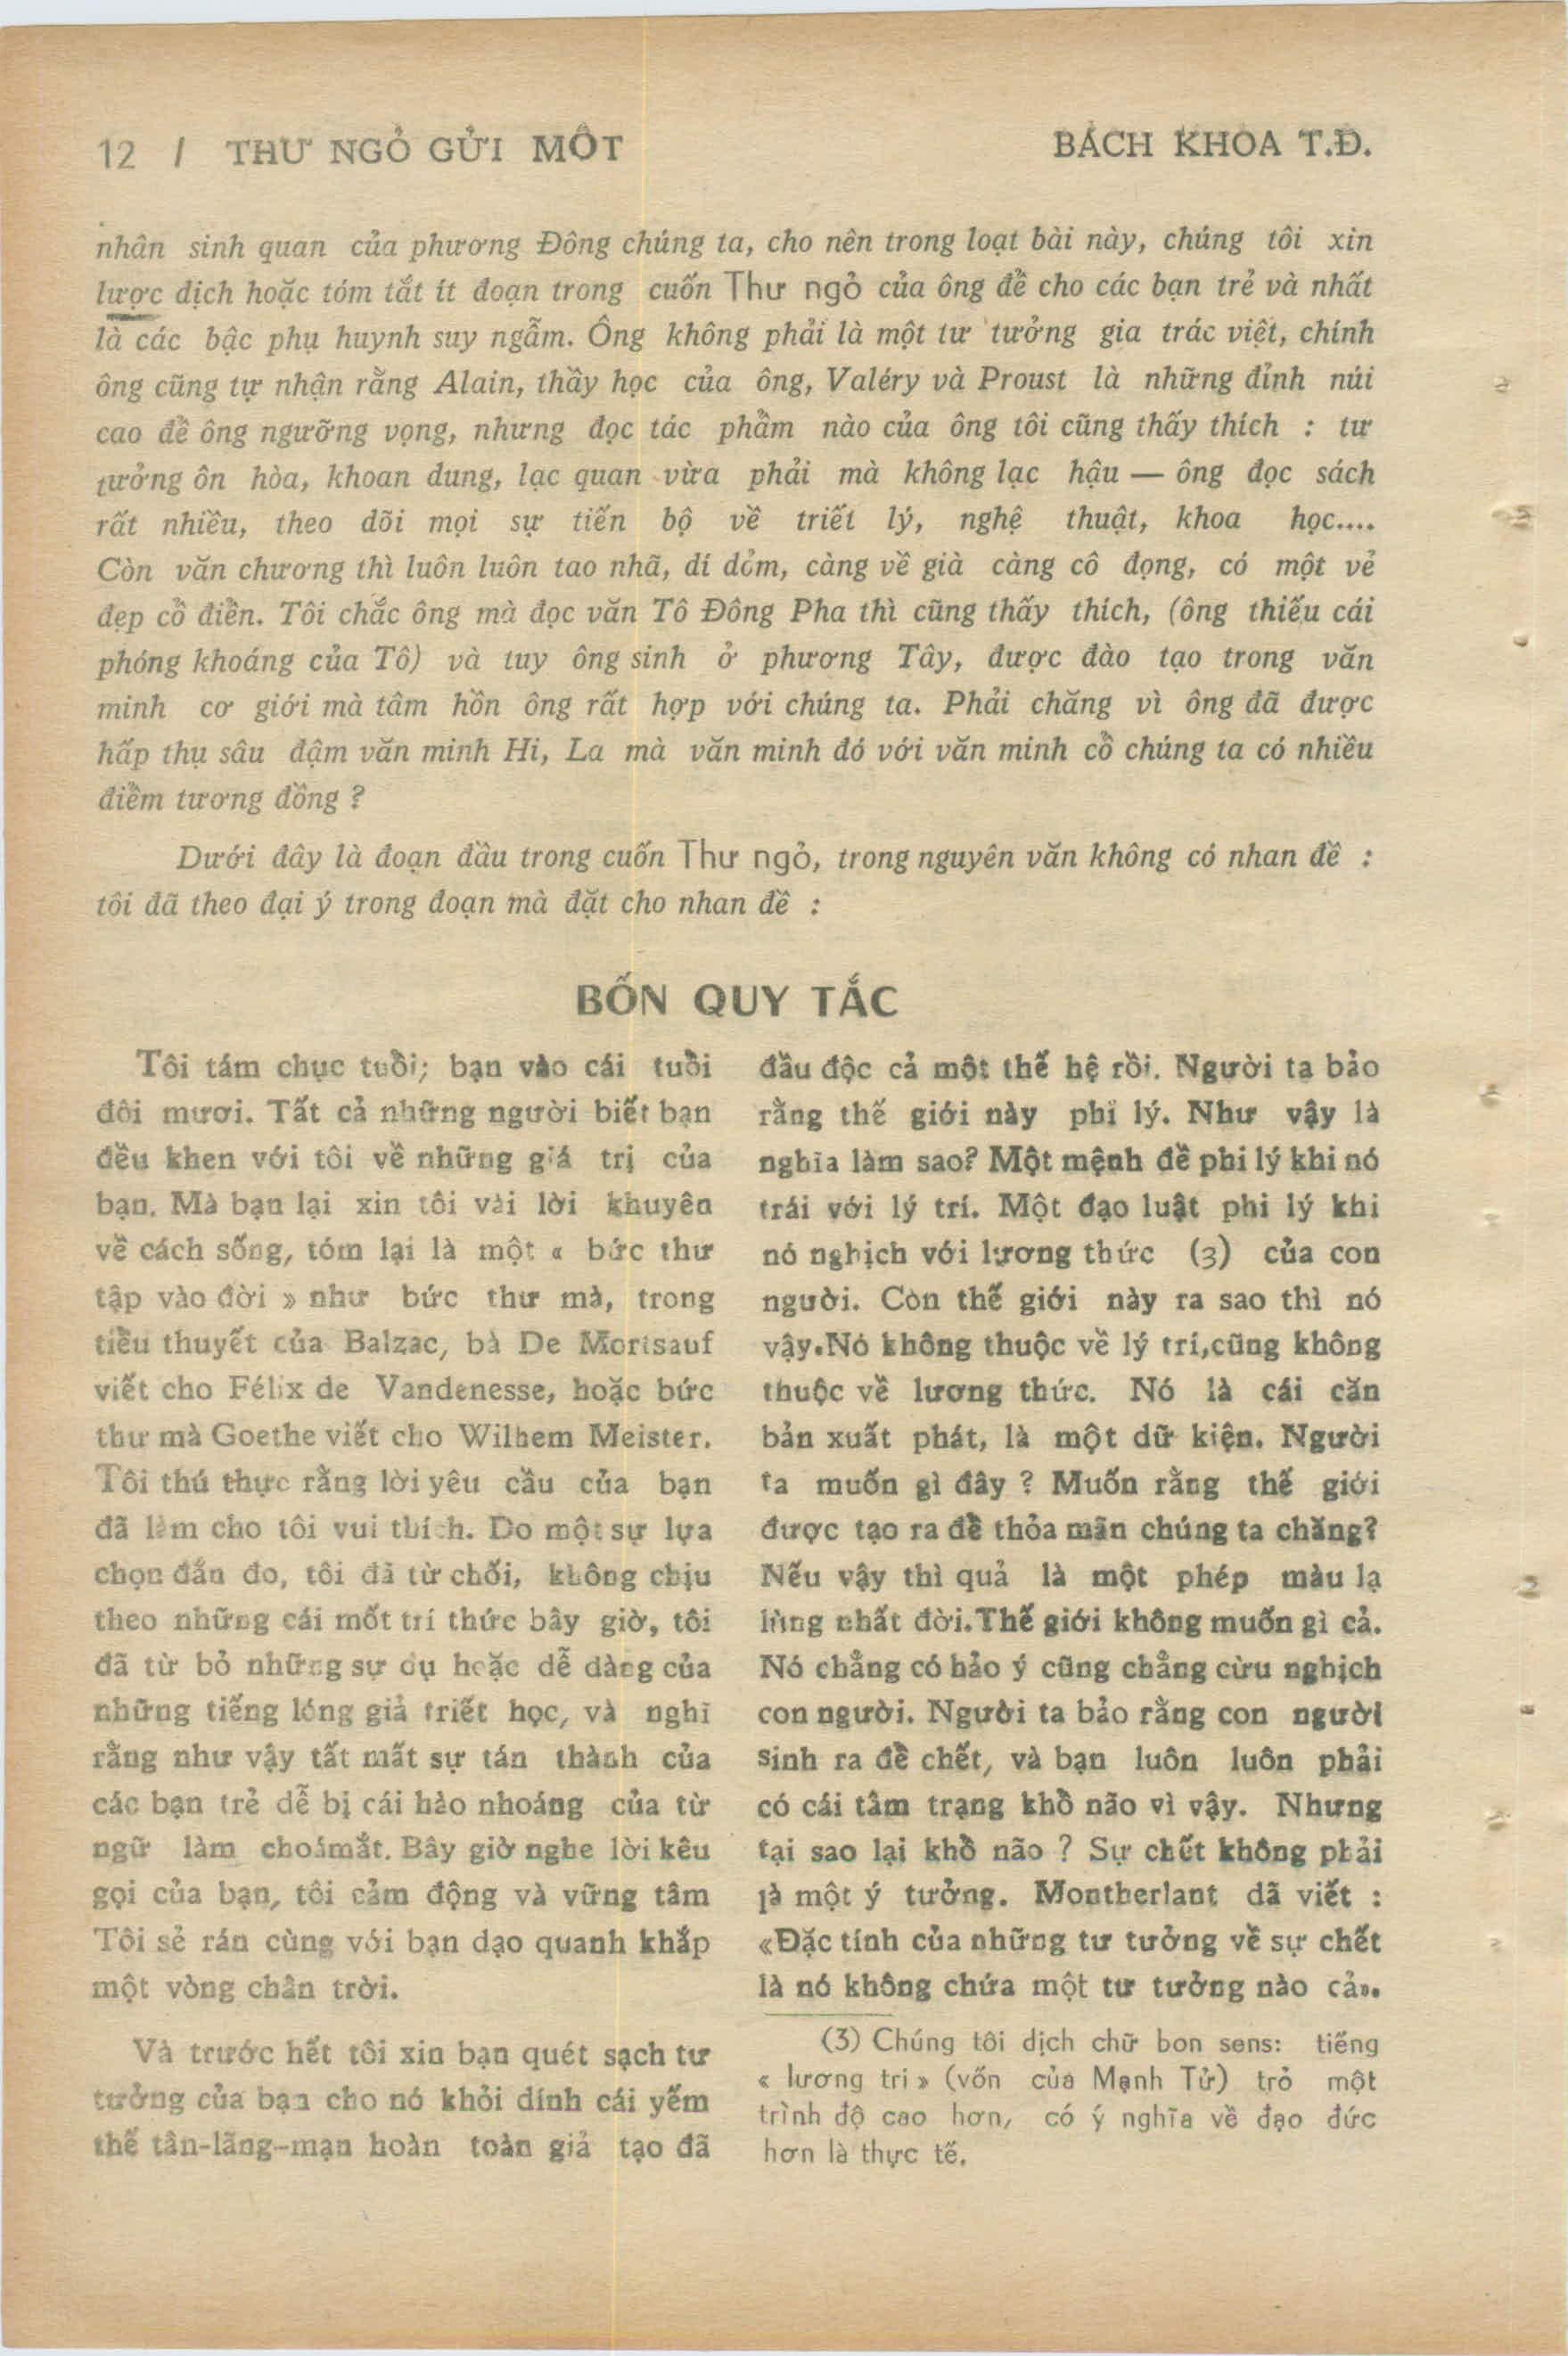 12 / THƯ NGỎ GỬI MỘT
BÁCH KHOA T.Đ.
nhân sinh quan của phương Đông chúng ta, cho nên trong loạt bài này, chúng tôi xin
lược dịch hoặc tóm tắt ít đoạn trong cuốn Thư ngỏ của ông để cho các bạn trẻ và nhất
là các bậc phụ huynh suy ngẫm. Ông không phải là một tư tưởng gia trác việt, chính
ông cũng tự nhận rằng Alain, thầy học của ông, Valéry và Proust là những đỉnh núi
cao để ông ngưỡng vọng, nhưng đọc tác phẩm nào của ông tôi cũng thấy thích : tư
tưởng ôn hòa, khoan dung, lạc quan vừa phải mà không lạc hậu — ông đọc sách
rất nhiều, theo dõi mọi sự tiến bộ về triết lý, nghệ thuật, khoa học....
Còn văn chương thì luôn luôn tao nhã, dí dỏm, càng về già càng cô đọng, có một vẻ
đẹp cổ điển. Tôi chắc ông mà đọc văn Tô Đông Pha thì cũng thấy thích, (ông thiếu cái
phóng khoáng của Tô) và tuy ông sinh ở phương Tây, được đào tạo trong văn
minh cơ giới mà tâm hồn ông rất hợp với chúng ta. Phải chăng vì ông đã được
hấp thụ sâu đậm văn minh Hi, La mà văn minh đó với văn minh cổ chúng ta có nhiều
điểm tương đồng ?
Dưới đây là đoạn đầu trong cuốn Thư ngỏ, trong nguyên văn không có nhan đề :
tôi đã theo đại ý trong đoạn mà đặt cho nhan đề :
BỐN QUY TẮC
Tôi tám chục tuổi; bạn vào cái tuổi
đôi mươi. Tất cả những người biết bạn
đều khen với tôi về những giá trị của
bạn. Mà bạn lại xin tôi vài lời khuyên
về cách sống, tóm lại là một « bức thư
tập vào đời » như bức thư mà, trong
tiểu thuyết của Balzac, bà De Mortsauf
viết cho Félix de Vandenesse, hoặc bức
thư mà Goethe viết cho Wilhem Meister.
Tôi thú thực rằng lời yêu cầu của bạn
đã làm cho tôi vui thích. Do một sự lựa
chọn đắn đo, tôi đã từ chối, không chịu
theo những cái mốt trí thức bây giờ, tôi
đã từ bỏ những sự dụ hoặc dễ dàng của
những tiếng lóng giả triết học, và nghĩ
rằng như vậy tất mất sự tán thành của
các bạn trẻ dễ bị cái hào nhoáng của từ
ngữ làm choámắt. Bây giờ nghe lời kêu
gọi của bạn, tôi cảm động và vững tâm
Tôi sẻ rán cùng với bạn dạo quanh khắp
một vòng chân trời.
Và trước hết tôi xin bạn quét sạch tư
tưởng của bạn cho nó khỏi dính cái yếm
thế tân-lãng-mạn hoàn toàn giả tạo đã
đầu độc cả một thế hệ rồi. Người ta bảo
rằng thế giới này phi lý. Như vậy là
nghĩa làm sao? Một mệnh đề phi lý khi nó
trái với lý trí. Một đạo luật phi lý khi
nó nghịch với lương thức (3) của con
người. Còn thế giới này ra sao thì nó
vậy.Nó không thuộc về lý trí,cũng không
thuộc về lương thức. Nó là cái căn
bản xuất phát, là một dữ kiện. Người
ta muốn gì đây ? Muốn rằng thế giới
được tạo ra để thỏa mãn chúng ta chăng?
Nếu vậy thì quả là một phép màu lạ
lùng nhất đời.Thế giới không muốn gì cả.
Nó chẳng có hảo ý cũng chẳng cừu nghịch
con người. Người ta bảo rằng con người
sinh ra để chết, và bạn luôn luôn phải
có cái tâm trạng khổ não vì vậy. Nhưng
tại sao lại khổ não ? Sự chết không phải
là một ý tưởng. Montherlant dã viết :
«Đặc tính của những tư tưởng về sự chết
là nó không chứa một tư tưởng nào cả».
(3) Chúng tôi dịch chữ bon sens: tiếng
« lương tri » (vốn của Mạnh Tử) trỏ một
trình độ cao hơn, có ý nghĩa về đạo đức
hơn là thực tế.